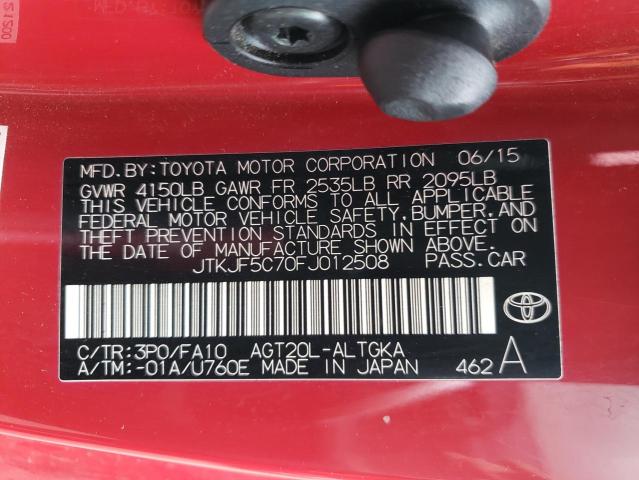 02212
MFD.BY:TOYOTA MOTOR CORPORATION 06/15
GVWR 4150LB GAWR FR 2535LB RR 2095LB
THIS VEHICLE CONFORMS TO ALL APPLICABLE
FEDERAL MOTOR VEHICLE SAFETY,BUMPER,AND
THEFT PREVENTION STANDARDS IN EFFECT ON
THE DATE OF MANUFACTURE SHOWN ABOVE.
JTKJF5C70FJ012508 PASS.CAR
C/TR:3P0/FA10 AGT20L-ALTGKA
A/TM:-01A/U760E MADE IN JAPAN 462 A